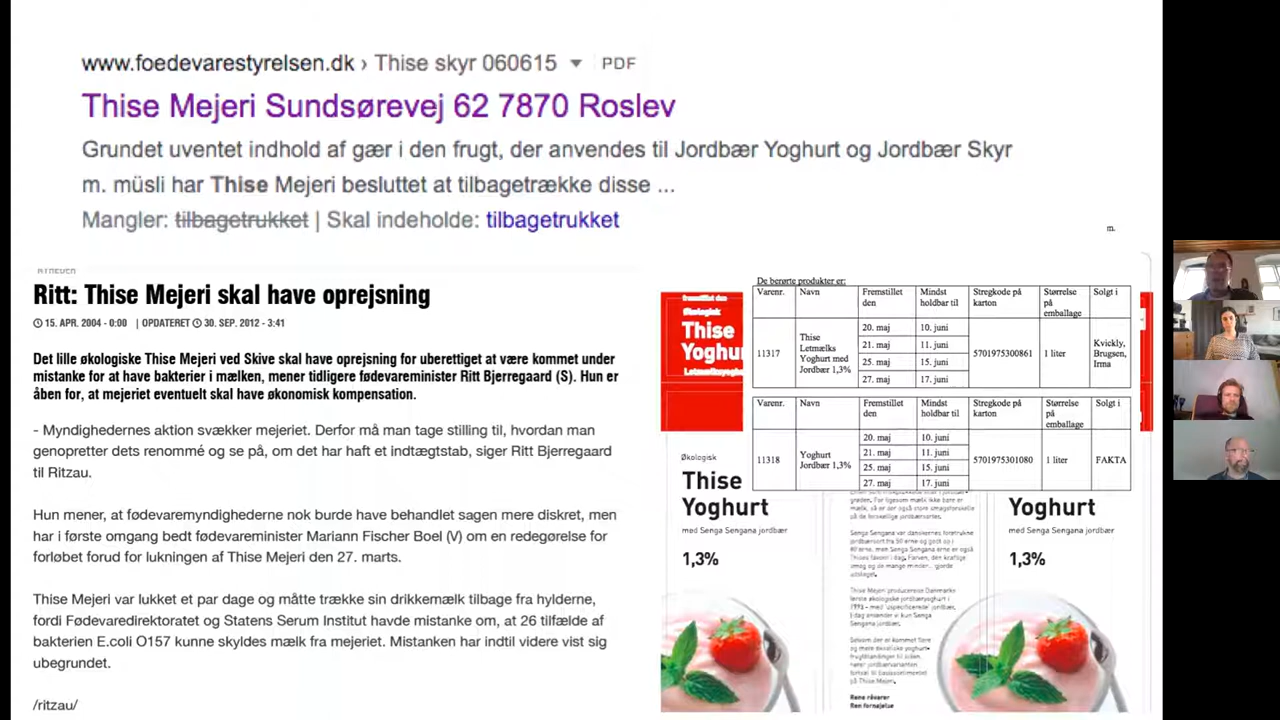 www.foedevarestyrelsen.dk › Thise skyr 060615 ▼ PDF
Thise Mejeri Sundsørevej 62 7870 Roslev
Grundet uventet indhold af gær i den frugt, der anvendes til Jordbær Yoghurt og Jordbær Skyr
m. müsli har Thise Mejeri besluttet at tilbagetrække disse ...
Mangler: tilbagetrukket | Skal indeholde: tilbagetrukket
NYHEDER
Ritt: Thise Mejeri skal have oprejsning
15. APR. 2004 - 0:00 | OPDATERET 30. SEP. 2012 - 3:41
Det lille økologiske Thise Mejeri ved Skive skal have oprejsning for uberettiget at være kommet under
mistanke for at have bakterier i mælken, mener tidligere fødevareminister Ritt Bjerregaard (S). Hun er
åben for, at mejeriet eventuelt skal have økonomisk kompensation.
- Myndighedernes aktion svækker mejeriet. Derfor må man tage stilling til, hvordan man
genopretter dets renommé og se på, om det har haft et indtægtstab, siger Ritt Bjerregaard
til Ritzau.
Hun mener, at fødevaremyndighederne nok burde have behandlet sagen mere diskret, men
har i første omgang bedt fødevareminister Mariann Fischer Boel (V) om en redegørelse for
forløbet forud for lukningen af Thise Mejeri den 27. marts.
Thise Mejeri var lukket et par dage og måtte trække sin drikkemælk tilbage fra hylderne,
fordi Fødevaredirektoratet og Statens Serum Institut havde mistanke om, at 26 tilfælde af
bakterien E.coli O157 kunne skyldes mælk fra mejeriet. Mistanken har indtil videre vist sig
ubegrundet.
/ritzau/
m.
De berørte produkter er:
Varenr. Navn Fremstillet den Mindst holdbar til Stregkode på karton Størrelse på emballage Solgt i
11317 Thise Letmælks Yoghurt med Jordbær 1,3% 5701975300861 1 liter Kvickly, Brugsen, Irma
20. maj 10. juni
21. maj 11. juni
25. maj 15. juni
27. maj 17. juni
Varenr. Navn Fremstillet den Mindst holdbar til Stregkode på karton Størrelse på emballage Solgt i
11318 Yoghurt Jordbær 1,3% 5701975301080 1 liter FAKTA
20. maj 10. juni
21. maj 11. juni
25. maj 15. juni
27. maj 17. juni
Økologisk
Thise
Yoghu
Økologisk
Thise
Yoghurt
med Senga Sengana jordbær
1,3%
Yoghurt
med Senga Sengana jordbær
1,3%
Rene råvarer
Ren fornøjelse